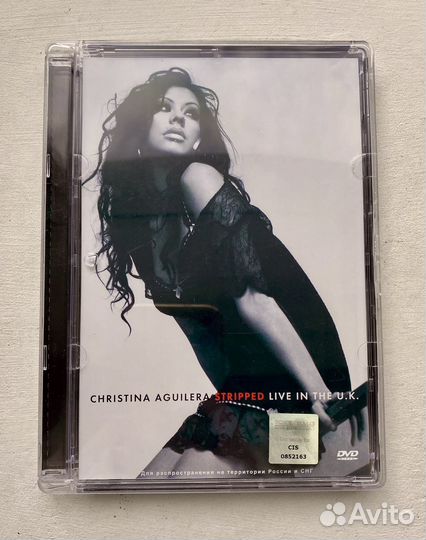 CHRISTINA AGUILERA STRIPPED LIVE IN THE U.K.
CIS
0852163
DVD
Для распространения на территории России и СНГ
Avito